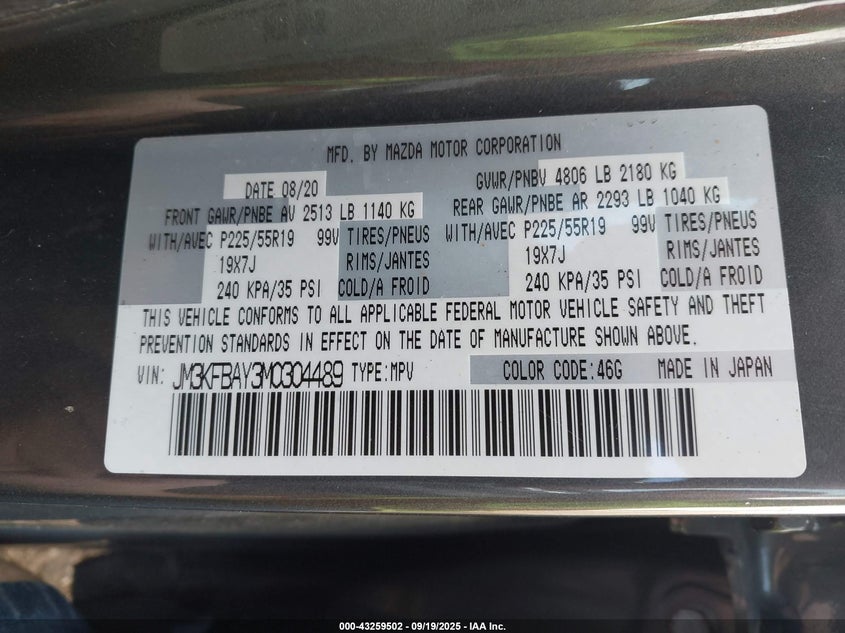 MFD. BY MAZDA MOTOR CORPORATION
DATE 08/20 GVWR/PNBV 4806 LB 2180 KG
FRONT GAWR/PNBE AV 2513 LB 1140 KG REAR GAWR/PNBE AR 2293 LB 1040 KG
WITH/AVEC P225/55R19 99V TIRES/PNEUS WITH/AVEC P225/55R19 99V TIRES/PNEUS
19X7J RIMS/JANTES 19X7J RIMS/JANTES
240 KPA/35 PSI COLD/A FROID 240 KPA/35 PSI COLD/A FROID
THIS VEHICLE CONFORMS TO ALL APPLICABLE FEDERAL MOTOR VEHICLE SAFETY AND THEFT
PREVENTION STANDARDS IN EFFECT ON THE DATE OF MANUFACTURE SHOWN ABOVE.
VIN: JM3KFBAY3M0304489 TYPE:MPV COLOR CODE:46G MADE IN JAPAN
000-43259502 - 09/19/2025 - IAA Inc.